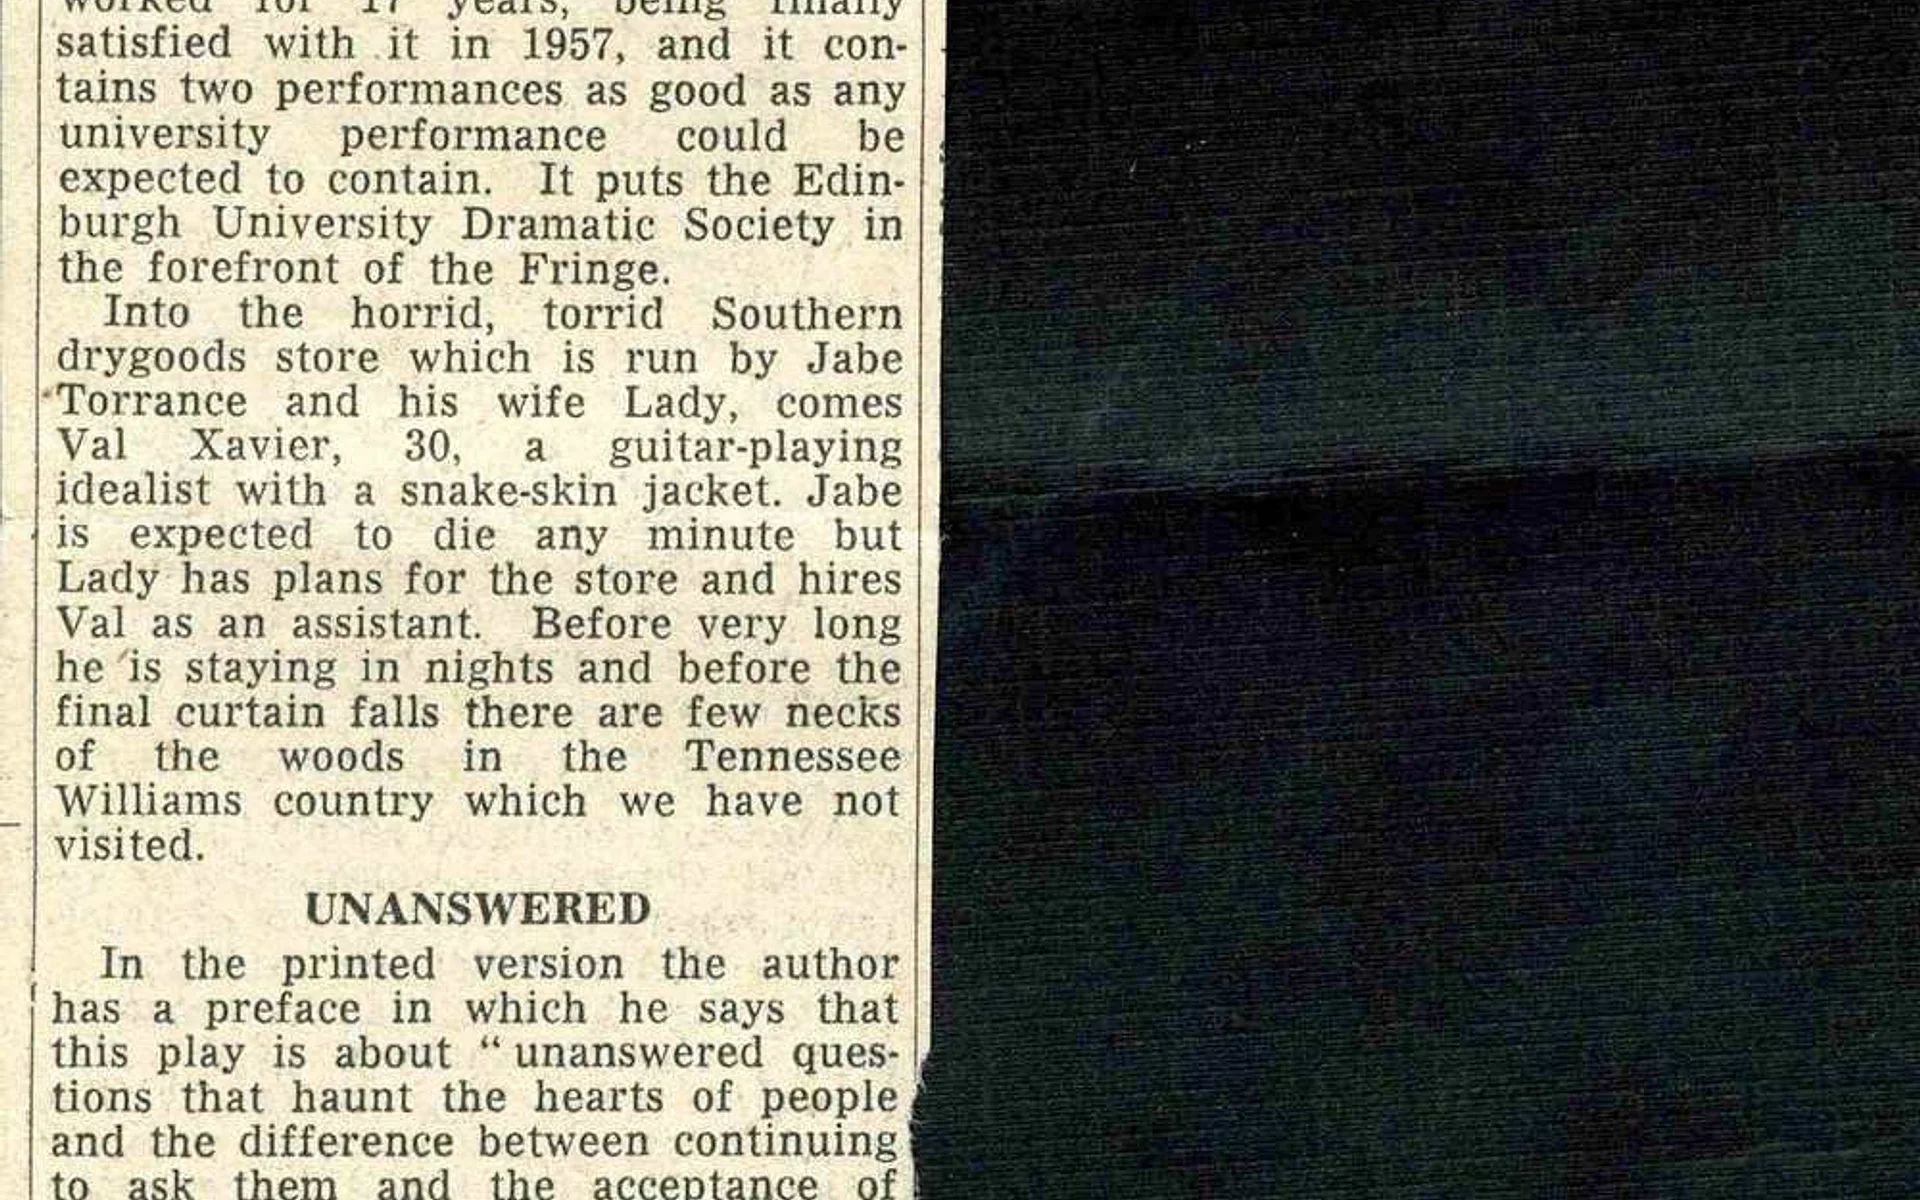 worked for 17 years, being finally
satisfied with it in 1957, and it con-
tains two performances as good as any
university performance could be
expected to contain. It puts the Edin-
burgh University Dramatic Society in
the forefront of the Fringe.
Into the horrid, torrid Southern
drygoods store which is run by Jabe
Torrance and his wife Lady, comes
Val Xavier, 30, a guitar-playing
idealist with a snake-skin jacket. Jabe
is expected to die any minute but
Lady has plans for the store and hires
Val as an assistant. Before very long
he is staying in nights and before the
final curtain falls there are few necks
of the woods in the Tennessee
Williams country which we have not
visited.
UNANSWERED
In the printed version the author
has a preface in which he says that
this play is about “ unanswered ques-
tions that haunt the hearts of people
and the difference between continuing
to ask them and the acceptance of